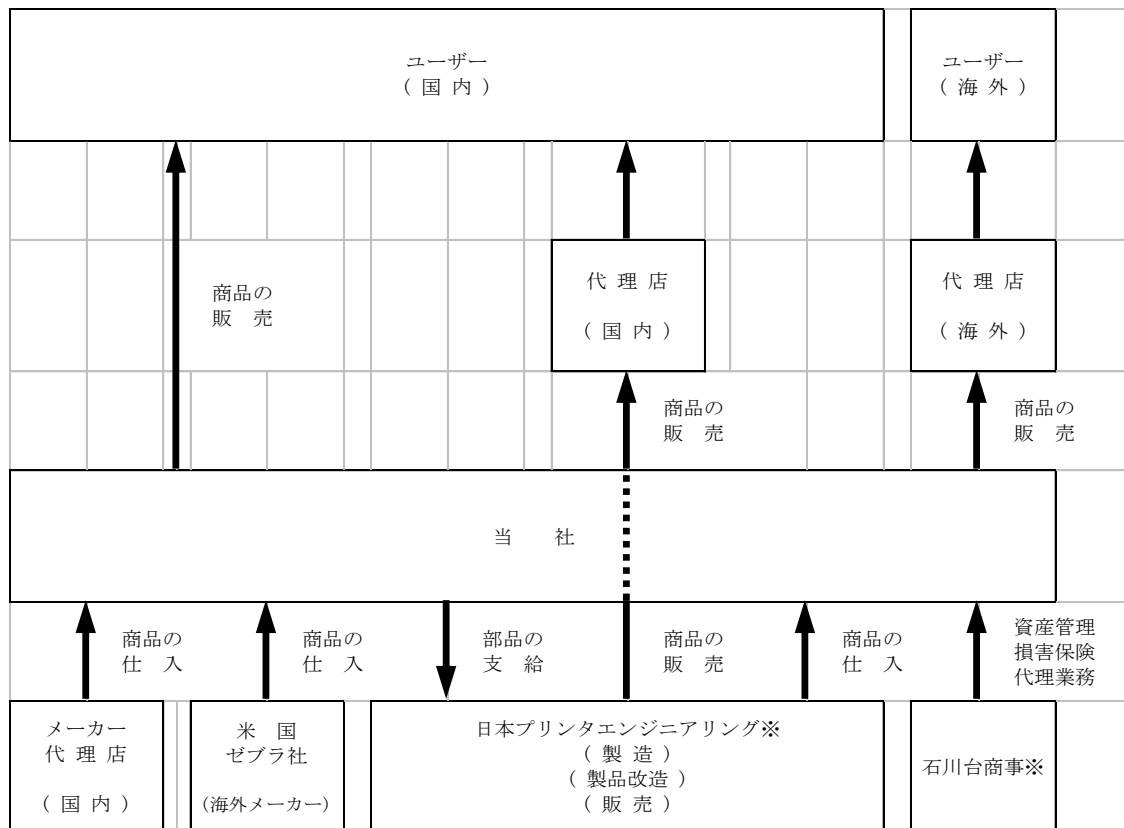 ユーザー
( 国 内 )
ユーザー
( 海 外 )
商品の
販 売
代 理 店
( 国 内 )
代 理 店
( 海 外 )
商品の
販 売
商品の
販 売
当 社
商品の
仕 入
商品の
仕 入
部品の
支 給
商品の
販 売
商品の
仕 入
資産管理
損害保険
代理業務
メーカー
代 理 店
( 国 内 )
米 国
ゼブラ社
(海外メーカー)
日本プリンタエンジニアリング※
( 製 造 )
( 製品改造 )
( 販 売 )
石川台商事※